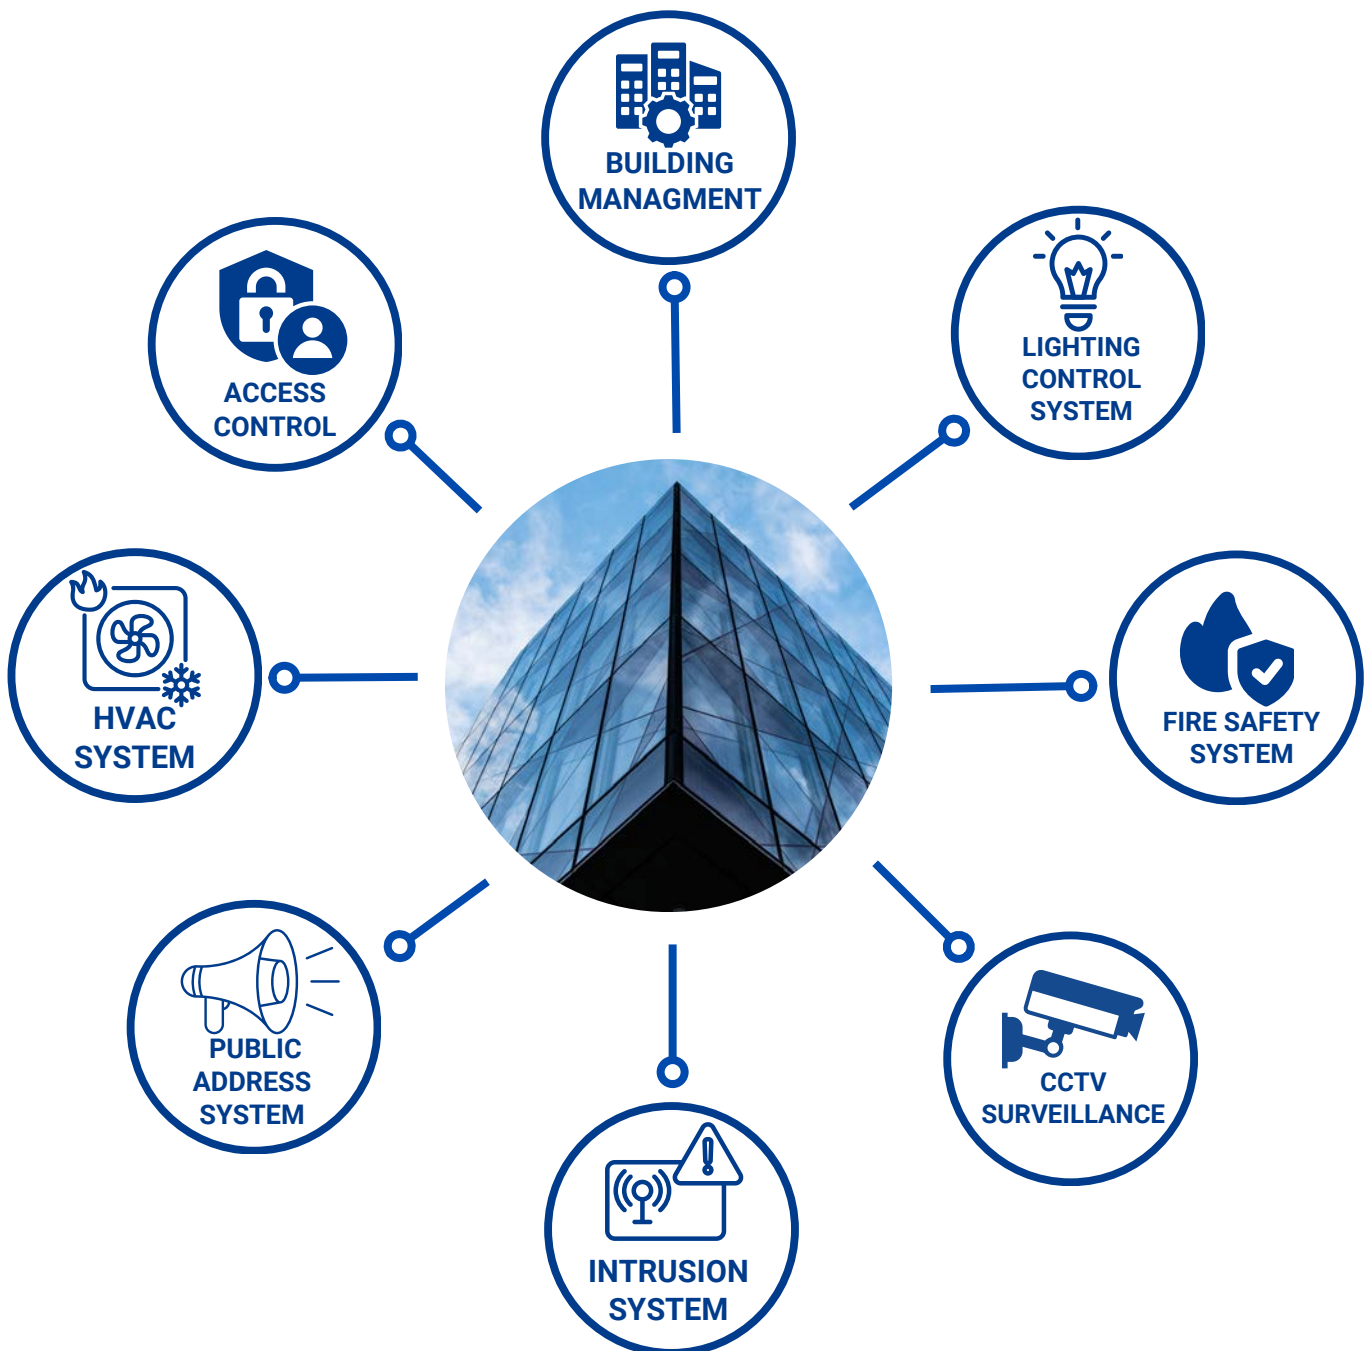 BUILDING
MANAGMENT
LIGHTING
CONTROL
SYSTEM
ACCESS
CONTROL
HVAC
SYSTEM
FIRE SAFETY
SYSTEM
PUBLIC
ADDRESS
SYSTEM
CCTV
SURVEILLANCE
INTRUSION
SYSTEM